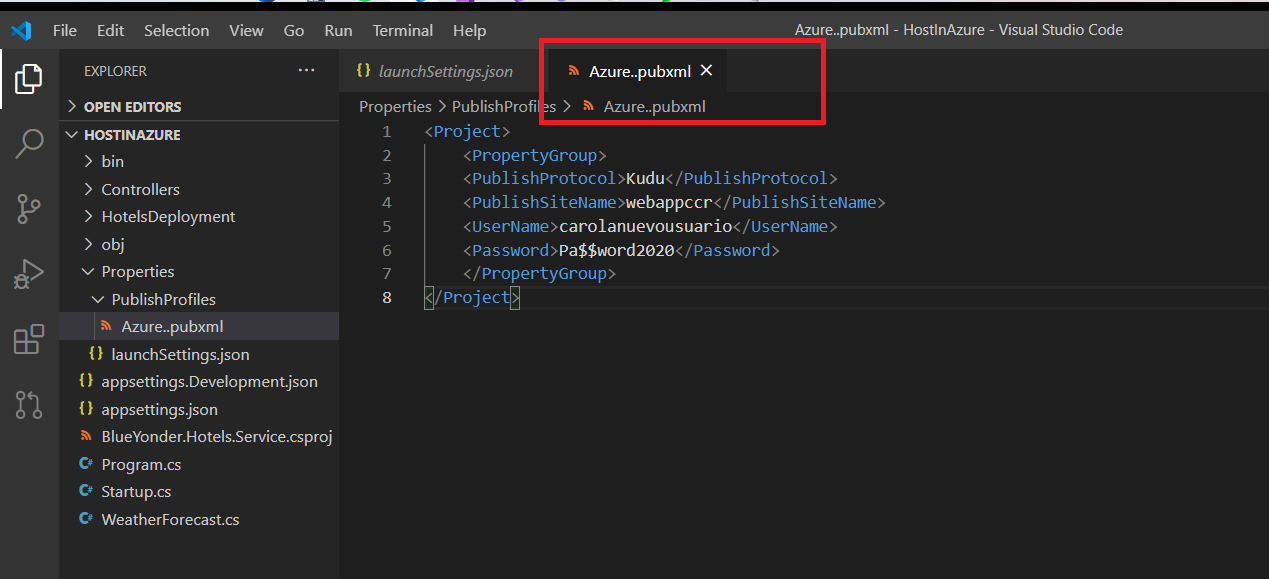 File Edit Selection View Go Run Terminal Help Azure..pubxml - HostInAzure - Visual Studio Code
EXPLORER ···
OPEN EDITORS
HOSTINAZURE
bin
Controllers
HotelsDeployment
obj
Properties
PublishProfiles
Azure..pubxml
{} launchSettings.json
{} appsettings.Development.json
{} appsettings.json
BlueYonder.Hotels.Service.csproj
C# Program.cs
C# Startup.cs
C# WeatherForecast.cs
{} launchSettings.json Azure..pubxml ×
Properties > PublishProfiles > Azure..pubxml
1 <Project>
2 <PropertyGroup>
3 <PublishProtocol>Kudu</PublishProtocol>
4 <PublishSiteName>webappccr</PublishSiteName>
5 <UserName>carolanuevousuario</UserName>
6 <Password>Pa$$word2020</Password>
7 </PropertyGroup>
8 </Project>